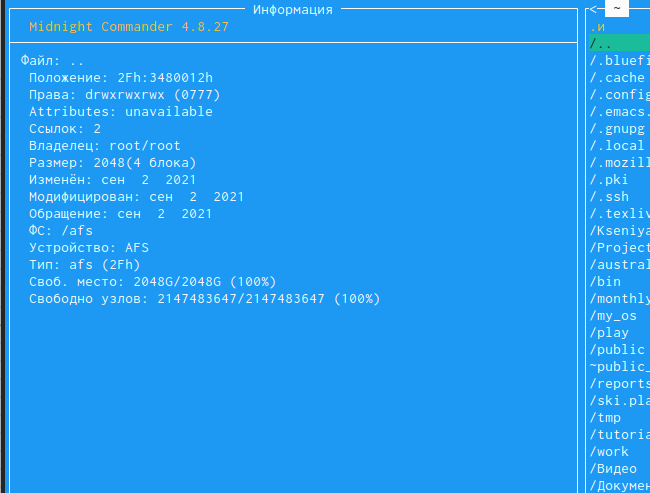 Информация
Midnight Commander 4.8.27
Файл: ..
Положение: 2Fh:3480012h
Права: drwxrwxrwx (0777)
Attributes: unavailable
Ссылок: 2
Владелец: root/root
Размер: 2048(4 блока)
Изменён: сен  2  2021
Модифицирован: сен  2  2021
Обращение: сен  2  2021
ФС: /afs
Устройство: AFS
Тип: afs (2Fh)
Своб. место: 2048G/2048G (100%)
Свободно узлов: 2147483647/2147483647 (100%)
<- ~
.и
/..
/.bluefi
/.cache
/.config
/.emacs.
/.gnupg
/.local
/.mozill
/.pki
/.ssh
/.texliv
/Kseniya
/Project
/austral
/bin
/monthly
/my_os
/play
/public
~public_
/reports
/ski.pla
/tmp
/tutoria
/work
/Видео
/Докумен